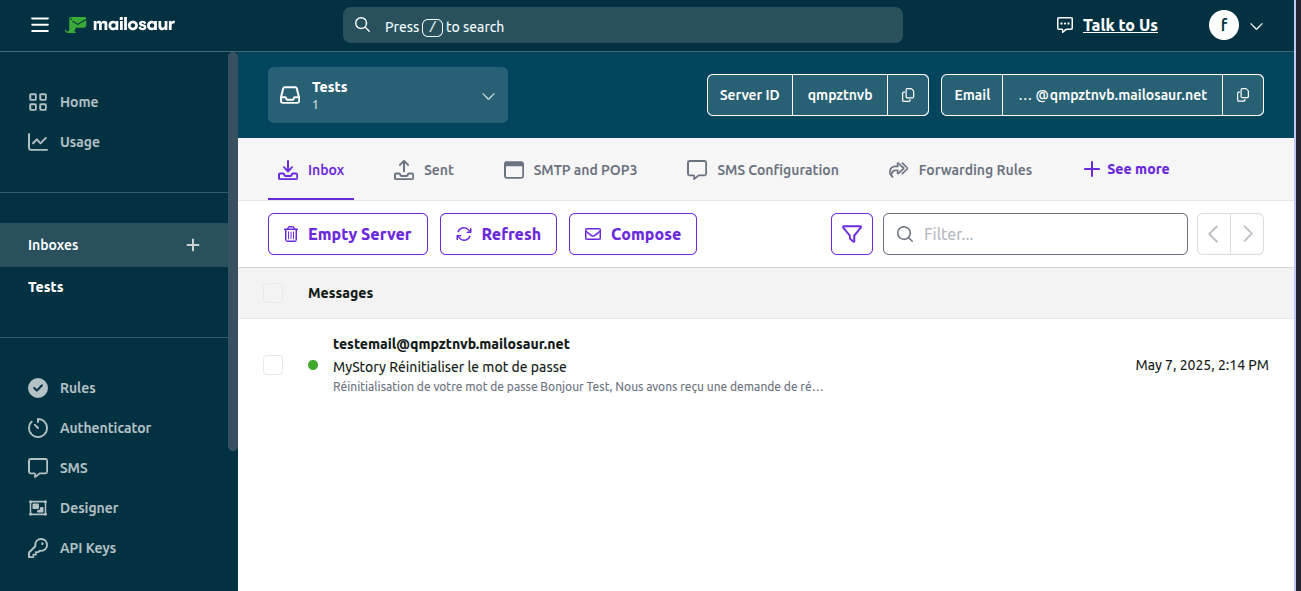 mailosaur
Press / to search
Talk to Us
f
Home
Usage
Inboxes
Tests
Rules
Authenticator
SMS
Designer
API Keys
Tests
1
Server ID qmpztnvb
Email ... @qmpztnvb.mailosaur.net
Inbox Sent SMTP and POP3 SMS Configuration Forwarding Rules See more
Empty Server Refresh Compose Filter...
Messages
testemail@qmpztnvb.mailosaur.net
MyStory Réinitialiser le mot de passe
May 7, 2025, 2:14 PM
Réinitialisation de votre mot de passe Bonjour Test, Nous avons reçu une demande de ré...